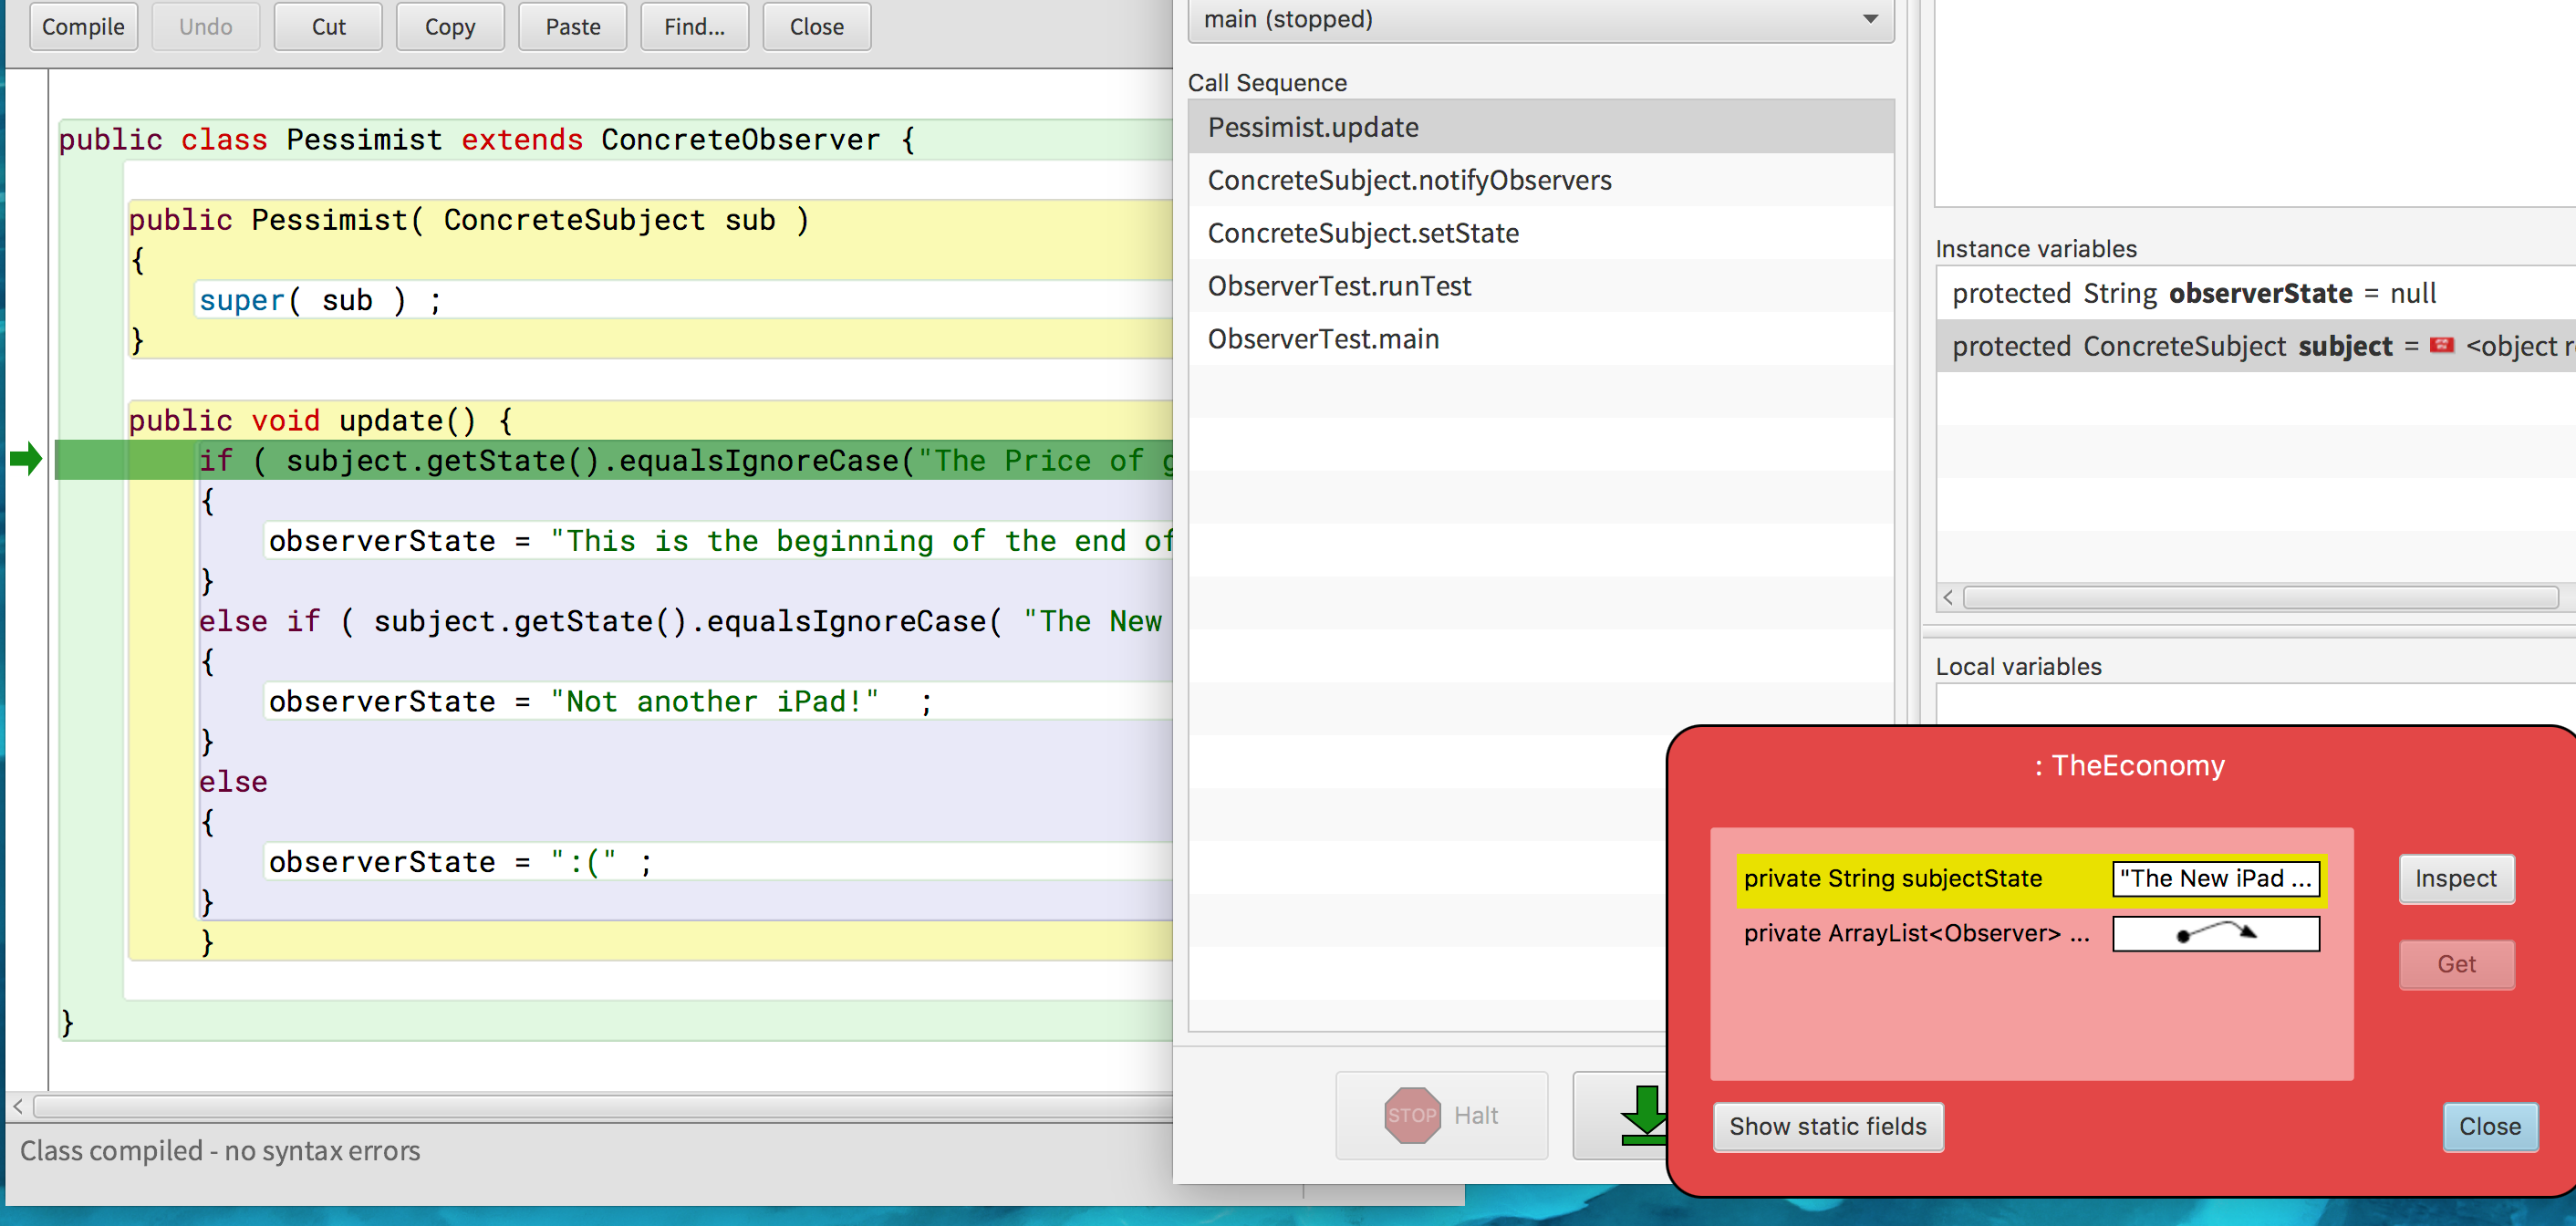 Compile Undo Cut Copy Paste Find... Close
public class Pessimist extends ConcreteObserver {
public Pessimist( ConcreteSubject sub )
{
super( sub ) ;
}
public void update() {
if ( subject.getState().equalsIgnoreCase("The Price of
{
observerState = "This is the beginning of the end of
}
else if ( subject.getState().equalsIgnoreCase( "The New
{
observerState = "Not another iPad!" ;
}
else
{
observerState = ":(" ;
}
}
}
Class compiled - no syntax errors
main (stopped)
Call Sequence
Pessimist.update
ConcreteSubject.notifyObservers
ConcreteSubject.setState
ObserverTest.runTest
ObserverTest.main
STOP Halt
Instance variables
protected String observerState = null
protected ConcreteSubject subject = <object
Local variables
: TheEconomy
private String subjectState "The New iPad ...
private ArrayList<Observer> ...
Inspect
Get
Show static fields
Close